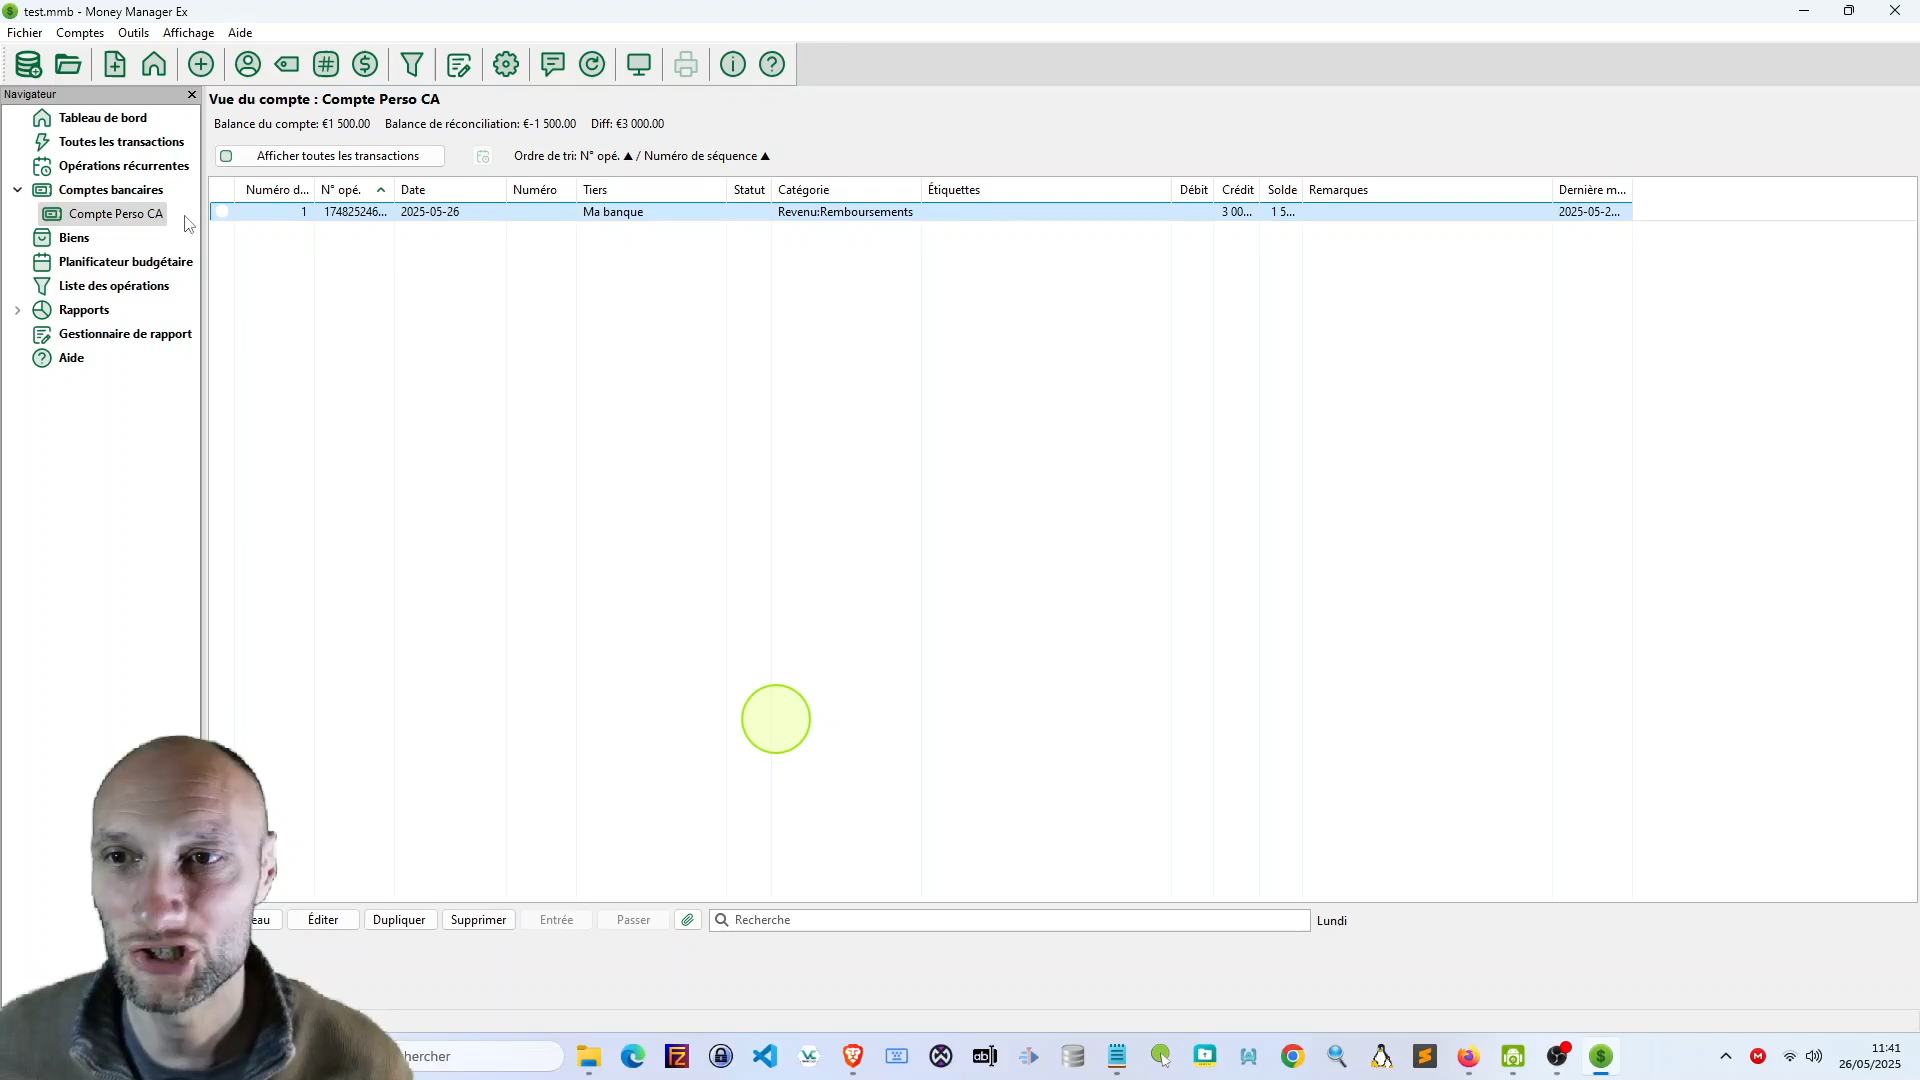 test.mmb - Money Manager Ex
Fichier Comptes Outils Affichage Aide
Navigateur
Tableau de bord
Toutes les transactions
Opérations récurrentes
Comptes bancaires
Compte Perso CA
Biens
Planificateur budgétaire
Liste des opérations
Rapports
Gestionnaire de rapport
Aide
Vue du compte : Compte Perso CA
Balance du compte: €1 500.00 Balance de réconciliation: €-1 500.00 Diff: €3 000.00
Afficher toutes les transactions Ordre de tri: N° opé. ▲ / Numéro de séquence ▲
Numéro d... N° opé. Date Numéro Tiers Statut Catégorie Étiquettes Débit Crédit Solde Remarques Dernière m...
1 174825246... 2025-05-26 Ma banque Revenu:Remboursements 3 00... 1 5... 2025-05-2...
eau Éditer Dupliquer Supprimer Entrée Passer Recherche Lundi
hercher
11:41
26/05/2025